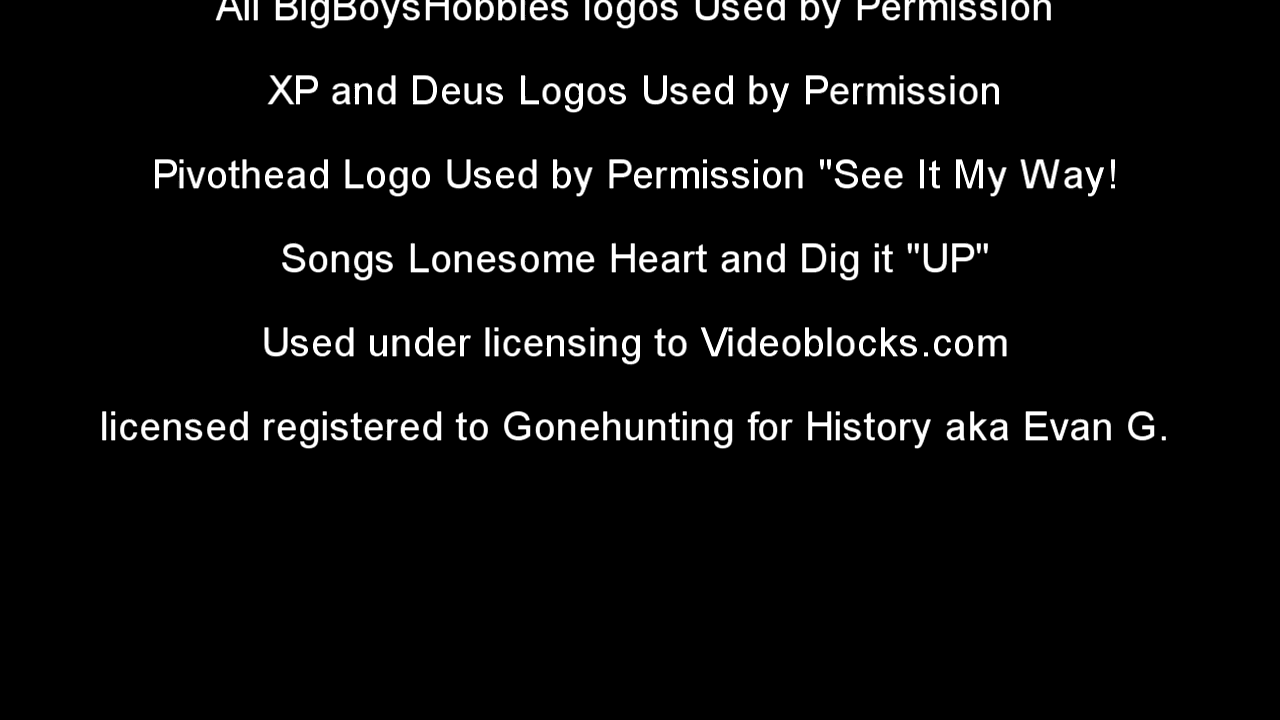 All BigBoysHobbies logos Used by Permission
XP and Deus Logos Used by Permission
Pivothead Logo Used by Permission "See It My Way!
Songs Lonesome Heart and Dig it "UP"
Used under licensing to Videoblocks.com
licensed registered to Gonehunting for History aka Evan G.